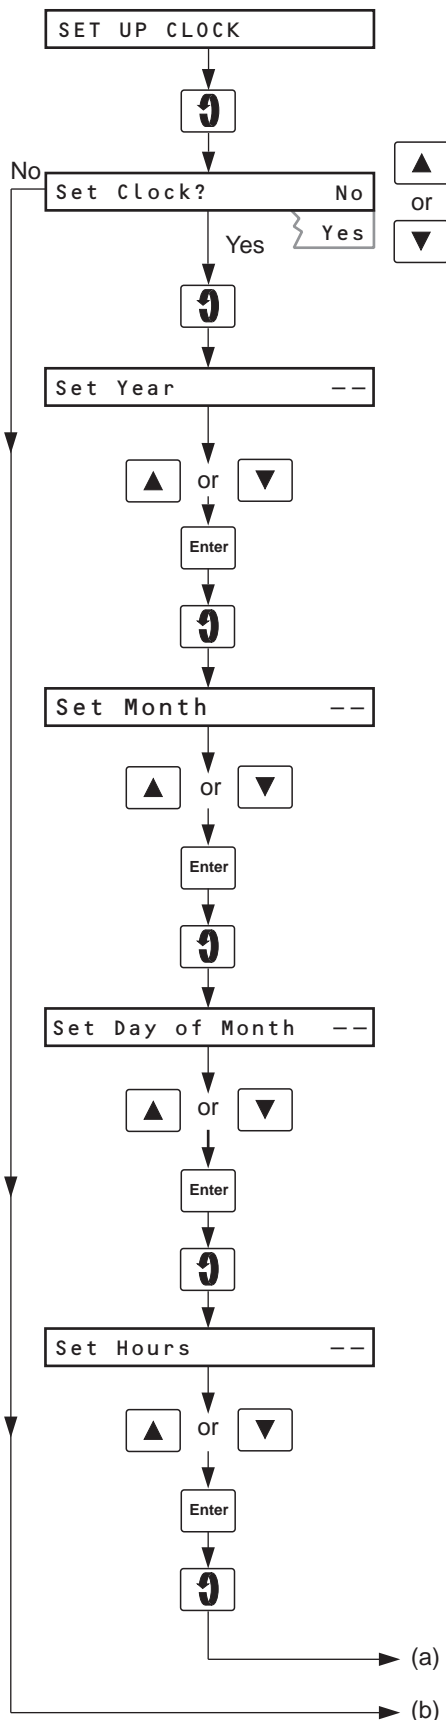 SET UP CLOCK
No
Set Clock? No
or
Yes
Yes
Set Year --
or
Enter
Set Month --
or
Enter
Set Day of Month --
or
Enter
Set Hours --
or
Enter
(a)
(b)